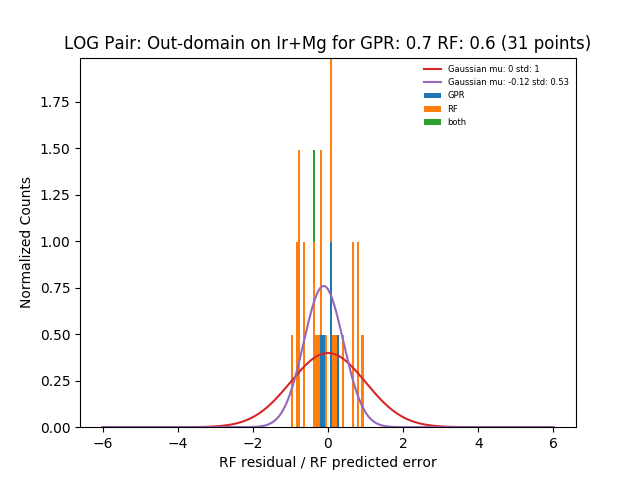 LOG Pair: Out-domain on Ir+Mg for GPR: 0.7 RF: 0.6 (31 points)
Gaussian mu: 0 std: 1
Gaussian mu: -0.12 std: 0.53
GPR
RF
both
Normalized Counts
1.75
1.50
1.25
1.00
0.75
0.50
0.25
0.00
−6 −4 −2 0 2 4 6
RF residual / RF predicted error